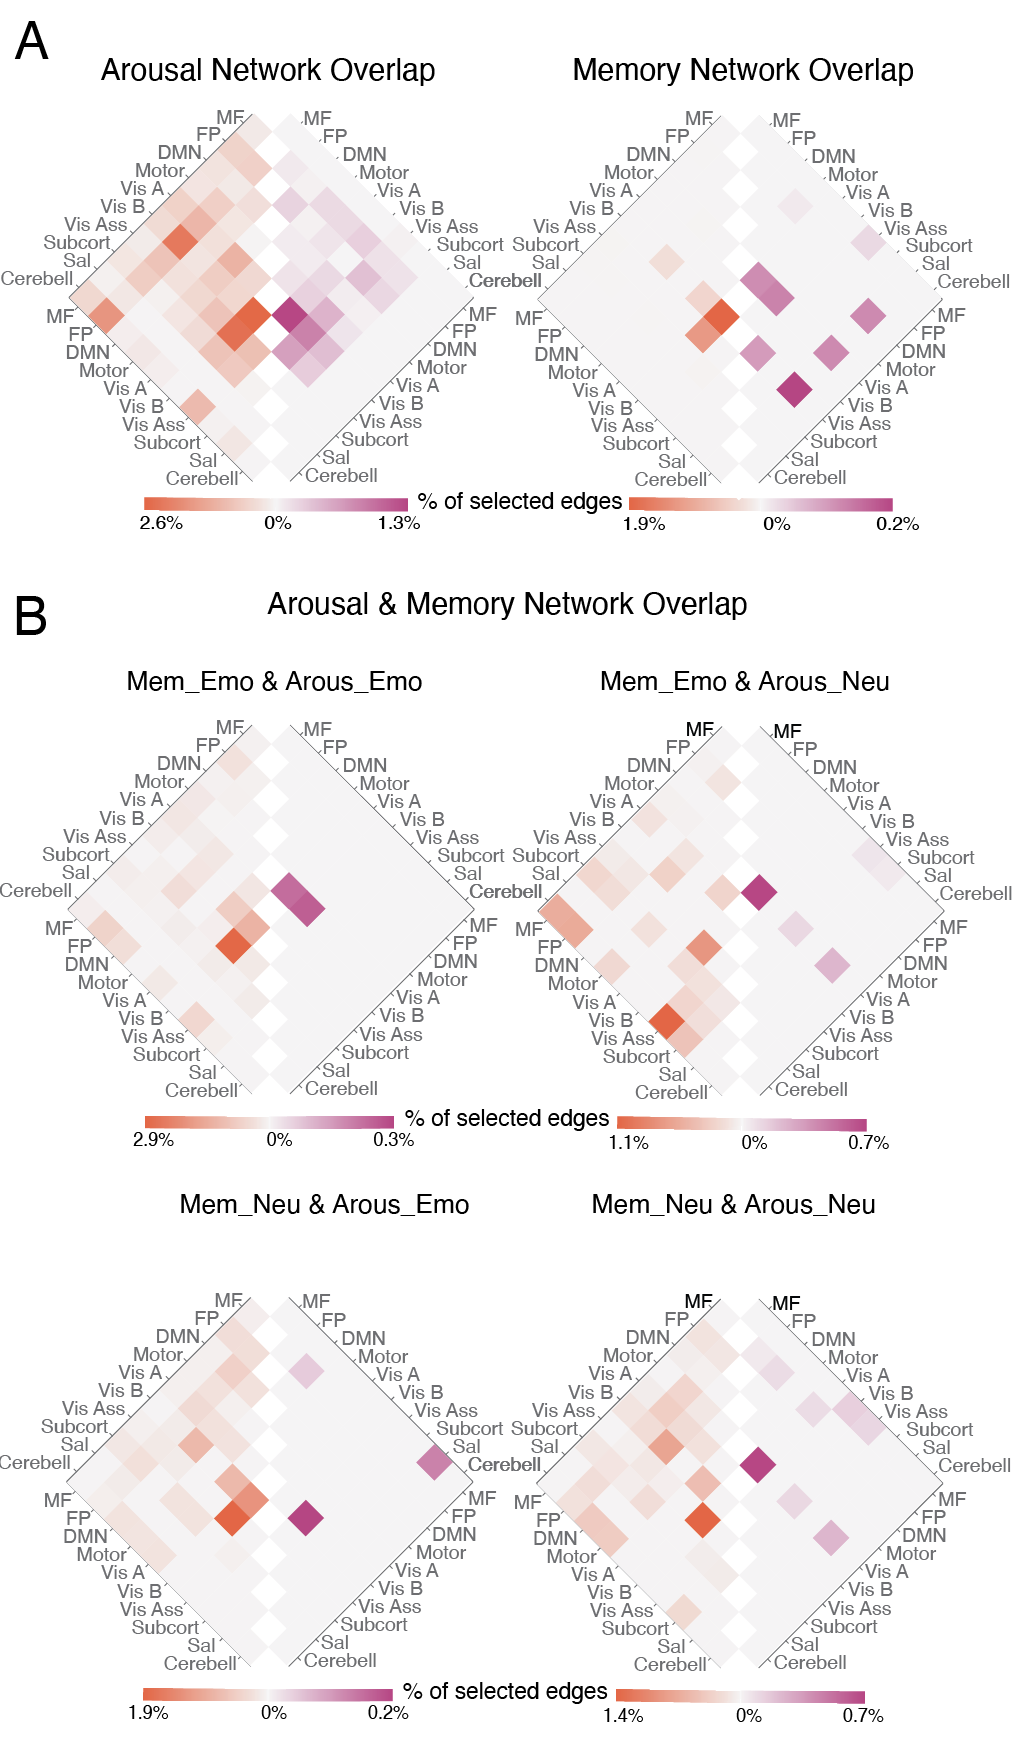 A
Arousal Network Overlap
MF
FP
DMN
Motor
Vis A
Vis B
Vis Ass
Subcort
Sal
Cerebell
MF
FP
DMN
Motor
Vis A
Vis B
Vis Ass
Subcort
Sal
Cerebell
MF
FP
DMN
Motor
Vis A
Vis B
Vis Ass
Subcort
Sal
Cerebell
MF
FP
DMN
Motor
Vis A
Vis B
Vis Ass
Subcort
Sal
Cerebell
2.6%
0%
1.3%
% of selected edges
Memory Network Overlap
MF
FP
DMN
Motor
Vis A
Vis B
Vis Ass
Subcort
Sal
Cerebell
MF
FP
DMN
Motor
Vis A
Vis B
Vis Ass
Subcort
Sal
Cerebell
MF
FP
DMN
Motor
Vis A
Vis B
Vis Ass
Subcort
Sal
Cerebell
MF
FP
DMN
Motor
Vis A
Vis B
Vis Ass
Subcort
Sal
Cerebell
1.9%
0%
0.2%
B
Arousal & Memory Network Overlap
Mem_Emo & Arous_Emo
MF
FP
DMN
Motor
Vis A
Vis B
Vis Ass
Subcort
Sal
Cerebell
MF
FP
DMN
Motor
Vis A
Vis B
Vis Ass
Subcort
Sal
Cerebell
MF
FP
DMN
Motor
Vis A
Vis B
Vis Ass
Subcort
Sal
Cerebell
MF
FP
DMN
Motor
Vis A
Vis B
Vis Ass
Subcort
Sal
Cerebell
2.9%
0%
0.3%
% of selected edges
Mem_Emo & Arous_Neu
MF
FP
DMN
Motor
Vis A
Vis B
Vis Ass
Subcort
Sal
Cerebell
MF
FP
DMN
Motor
Vis A
Vis B
Vis Ass
Subcort
Sal
Cerebell
MF
FP
DMN
Motor
Vis A
Vis B
Vis Ass
Subcort
Sal
Cerebell
MF
FP
DMN
Motor
Vis A
Vis B
Vis Ass
Subcort
Sal
Cerebell
1.1%
0%
0.7%
Mem_Neu & Arous_Emo
MF
FP
DMN
Motor
Vis A
Vis B
Vis Ass
Subcort
Sal
Cerebell
MF
FP
DMN
Motor
Vis A
Vis B
Vis Ass
Subcort
Sal
Cerebell
MF
FP
DMN
Motor
Vis A
Vis B
Vis Ass
Subcort
Sal
Cerebell
MF
FP
DMN
Motor
Vis A
Vis B
Vis Ass
Subcort
Sal
Cerebell
1.9%
0%
0.2%
% of selected edges
Mem_Neu & Arous_Neu
MF
FP
DMN
Motor
Vis A
Vis B
Vis Ass
Subcort
Sal
MF
FP
DMN
Motor
Vis A
Vis B
Vis Ass
Subcort
Sal
Cerebell
MF
FP
DMN
Motor
Vis A
Vis B
Vis Ass
Subcort
Sal
Cerebell
MF
FP
DMN
Motor
Vis A
Vis B
Vis Ass
Subcort
Sal
Cerebell
1.4%
0%
0.7%